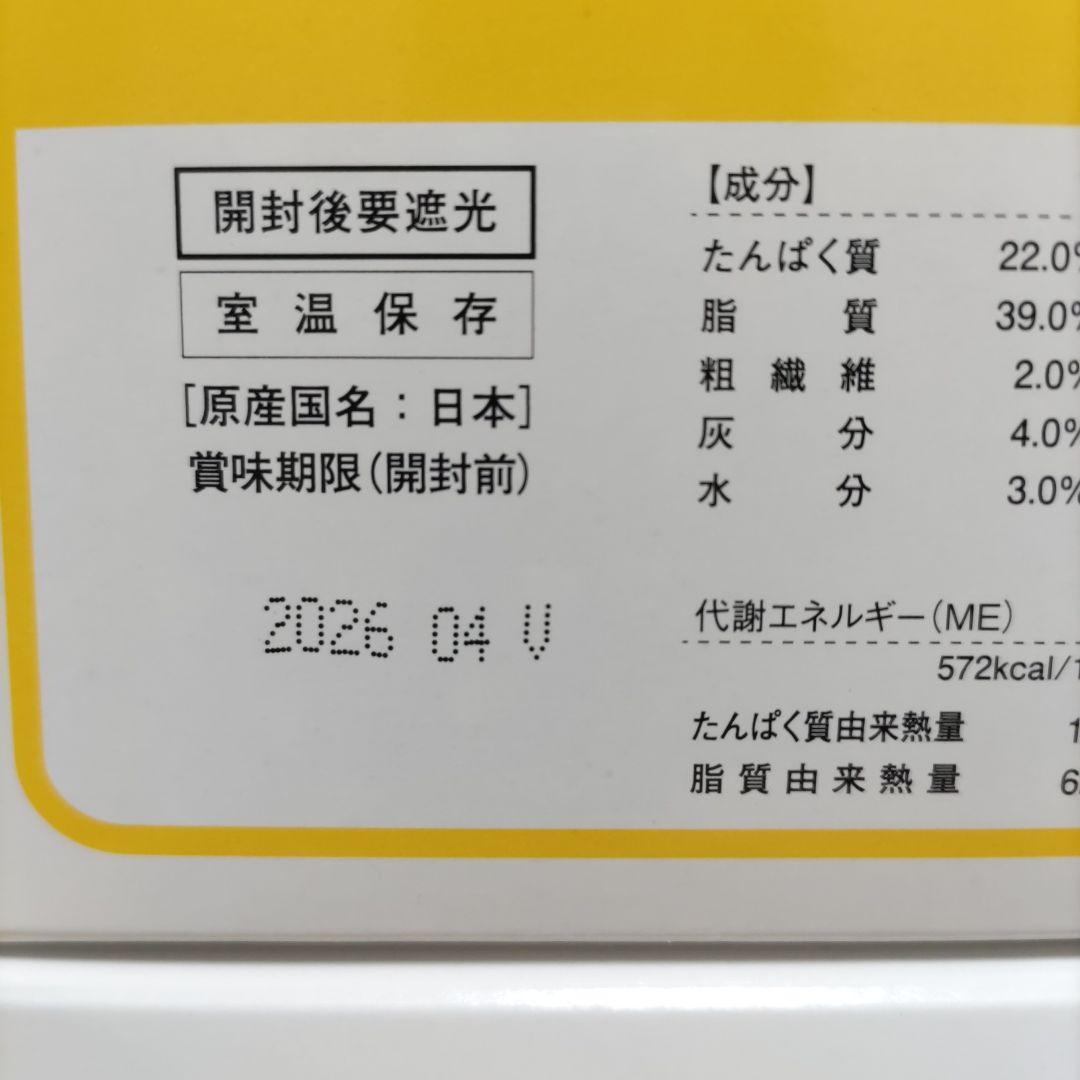 開封後要遮光
室温保存
[原産国名：日本]
賞味期限(開封前)
2026 04 V
【成分】
たんぱく質 22.0%
脂質 39.0%
粗繊維 2.0%
灰分 4.0%
水分 3.0%
代謝エネルギー(ME)
572kcal/1
たんぱく質由来熱量 1
脂質由来熱量 6